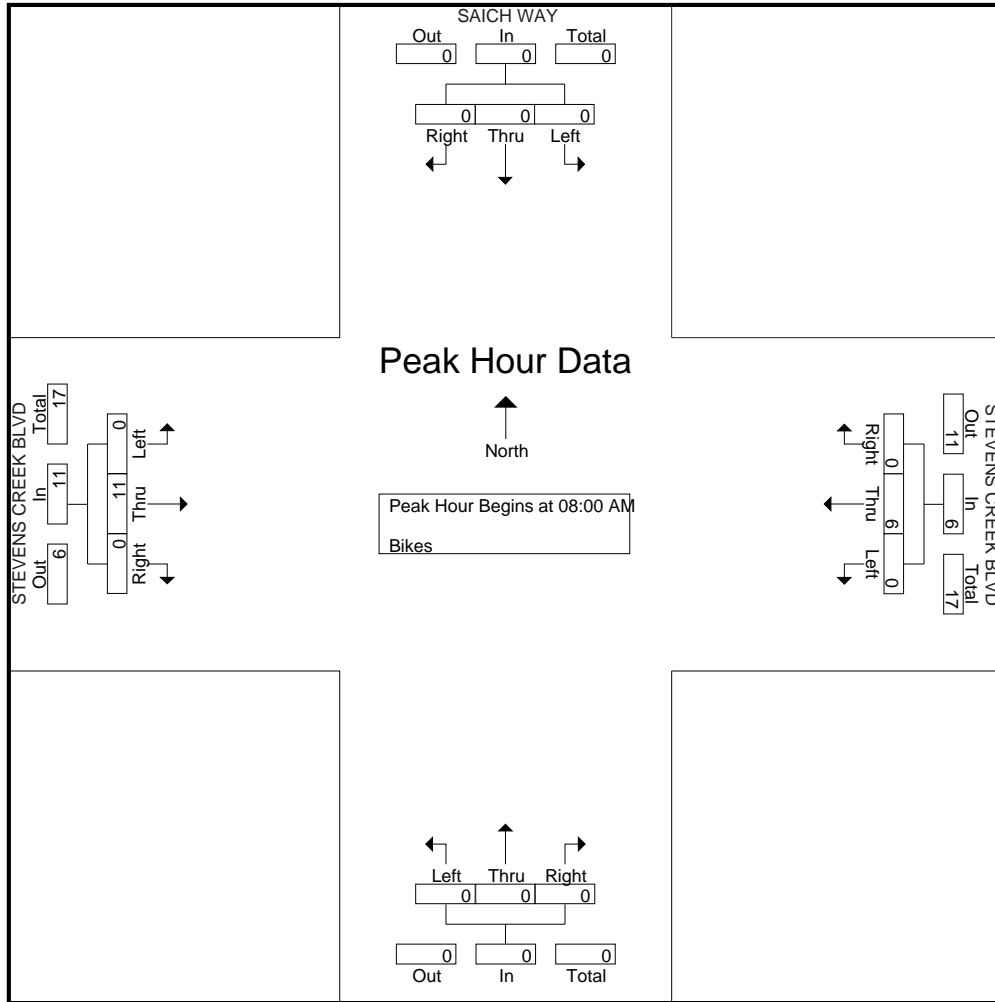 SAICH WAY
Out In Total
0 0 0
0 0 0
Right Thru Left
Peak Hour Data
North
Peak Hour Begins at 08:00 AM
Bikes
STEVENS CREEK BLVD
Out In Total
6 11 17
Right Thru Left
0 11 0
STEVENS CREEK BLVD
Out In Total
11 6 17
Right Thru Left
0 6 0
Left Thru Right
0 0 0
0 0 0
Out In Total